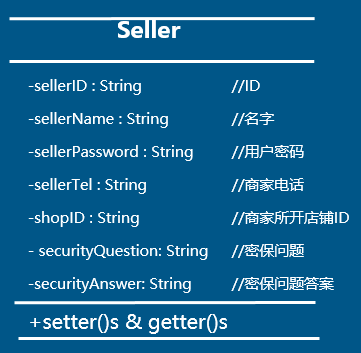 Seller
-sellerID : String //ID
-sellerName : String //名字
-sellerPassword : String //用户密码
-sellerTel : String //商家电话
-shopID : String //商家所开店铺ID
- securityQuestion: String //密保问题
-securityAnswer: String //密保问题答案
+setter()s & getter()s